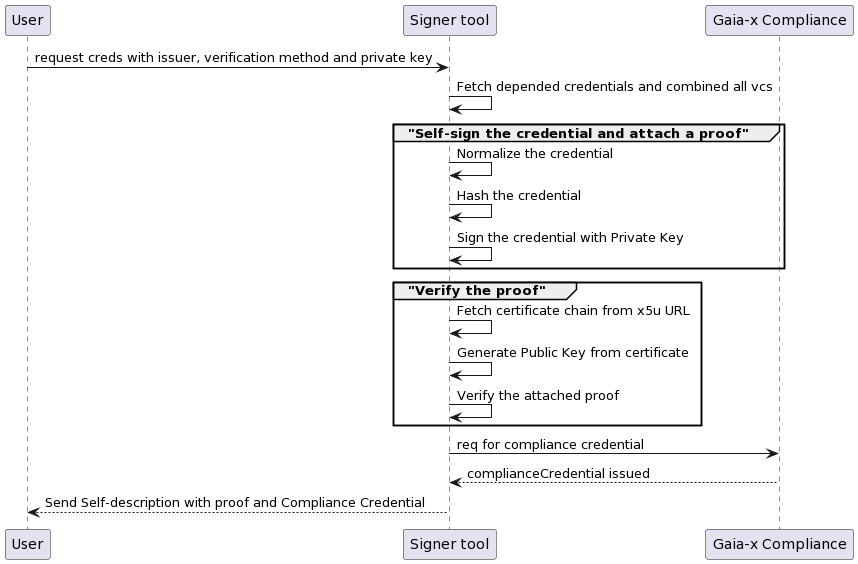 User
Signer tool
Gaia-x Compliance
request creds with issuer, verification method and private key
Fetch depended credentials and combined all vcs
"Self-sign the credential and attach a proof"
Normalize the credential
Hash the credential
Sign the credential with Private Key
"Verify the proof"
Fetch certificate chain from x5u URL
Generate Public Key from certificate
Verify the attached proof
req for compliance credential
complianceCredential issued
Send Self-description with proof and Compliance Credential
User
Signer tool
Gaia-x Compliance